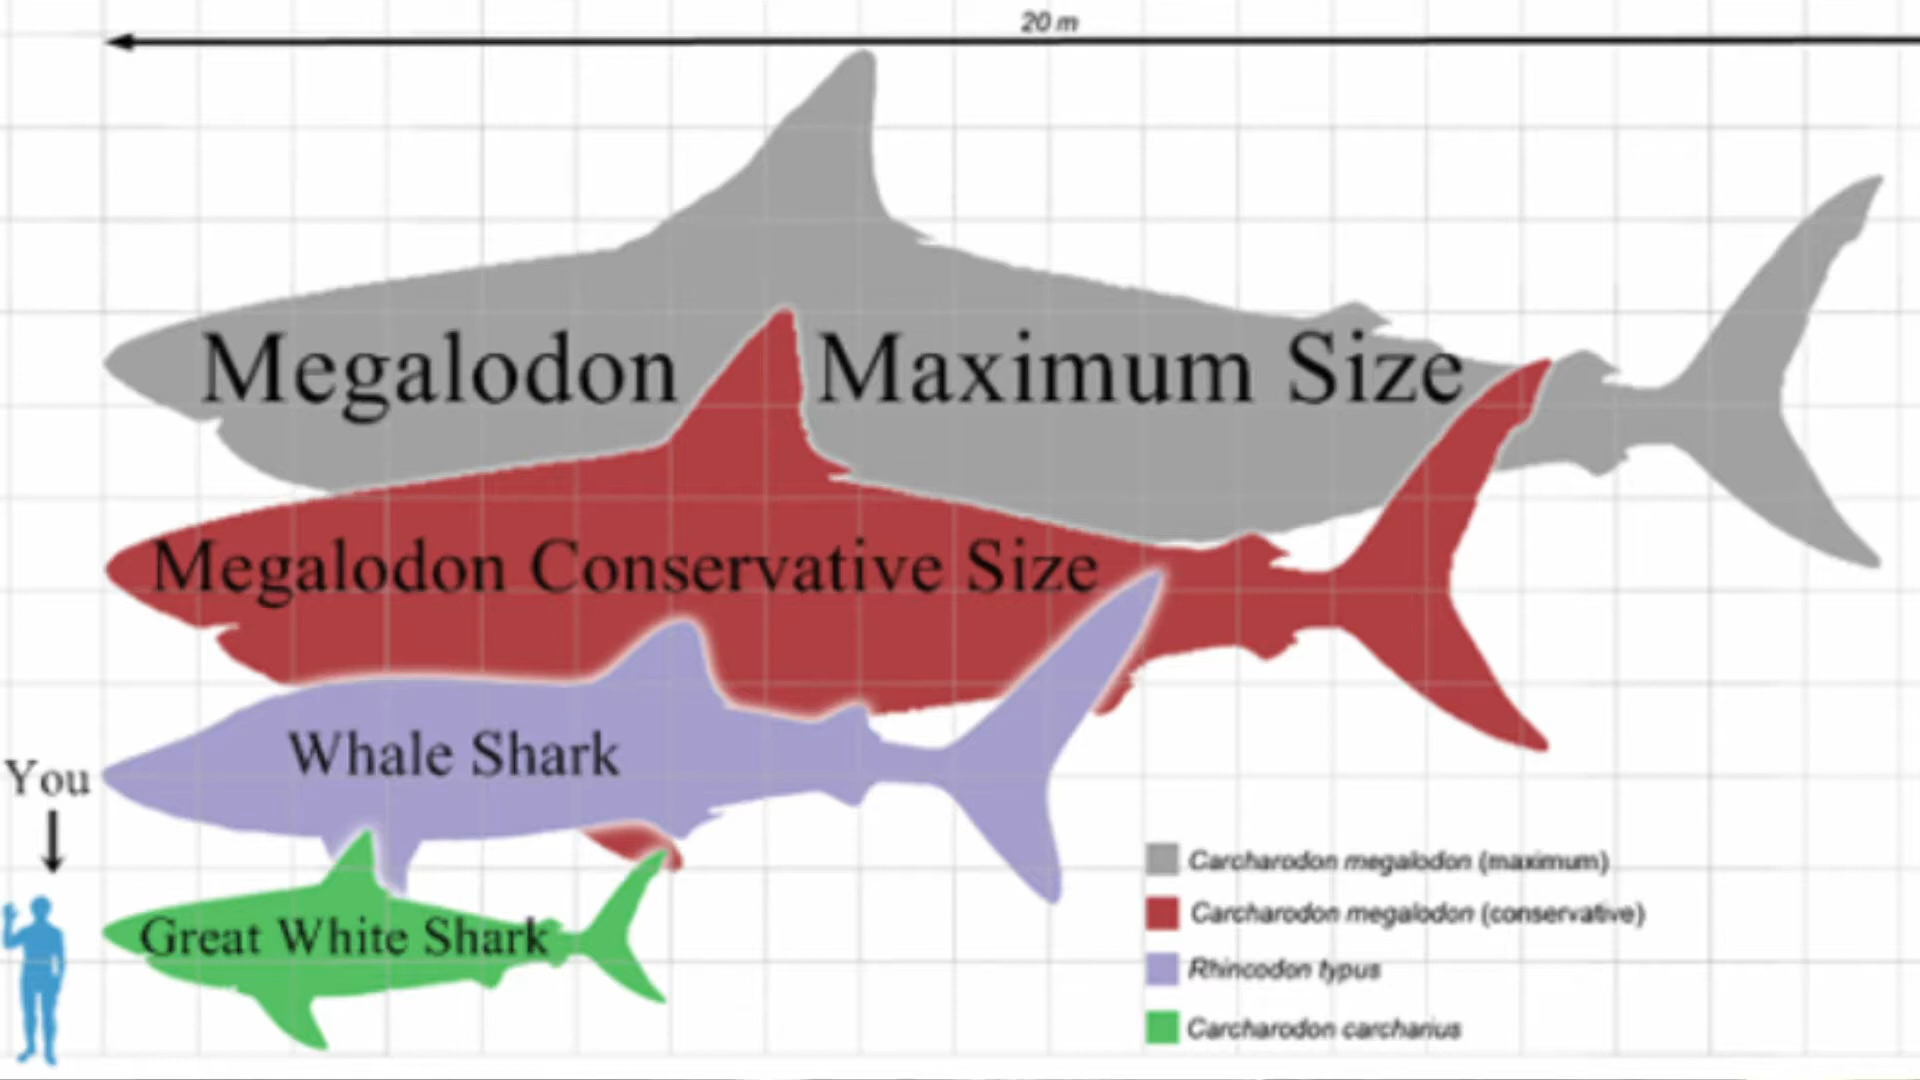 20 m
Megalodon Maximum Size
Megalodon Conservative Size
Whale Shark
You
Great White Shark
Carcharodon megalodon (maximum)
Carcharodon megalodon (conservative)
Rhincodon typus
Carcharodon carcharius